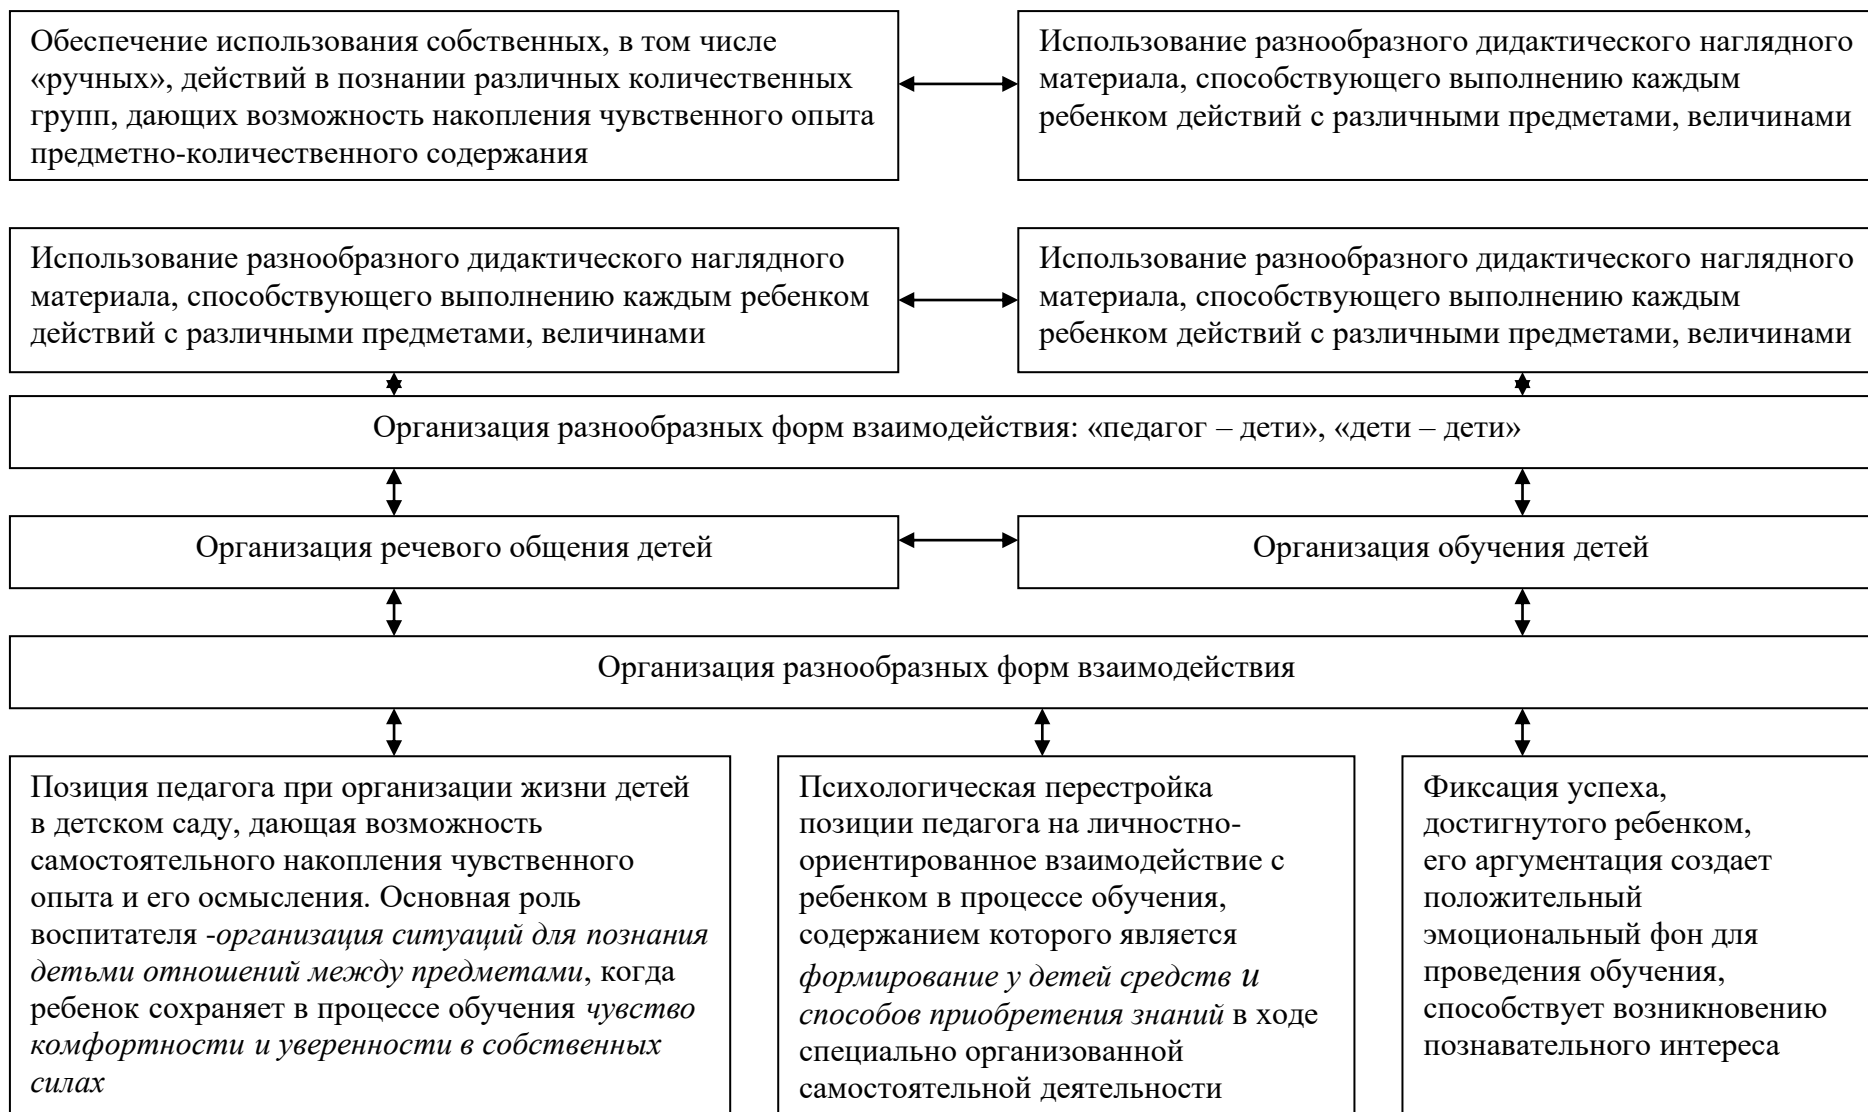 Обеспечение использования собственных, в том числе
«ручных», действий в познании различных количественных
групп, дающих возможность накопления чувственного опыта
предметно-количественного содержания
Использование разнообразного дидактического наглядного
материала, способствующего выполнению каждым
ребенком действий с различными предметами, величинами
Использование разнообразного дидактического наглядного
материала, способствующего выполнению каждым ребенком
действий с различными предметами, величинами
Использование разнообразного дидактического наглядного
материала, способствующего выполнению каждым
ребенком действий с различными предметами, величинами
Организация разнообразных форм взаимодействия: «педагог – дети», «дети – дети»
Организация речевого общения детей
Организация обучения детей
Организация разнообразных форм взаимодействия
Позиция педагога при организации жизни детей
в детском саду, дающая возможность
самостоятельного накопления чувственного
опыта и его осмысления. Основная роль
воспитателя -организация ситуаций для познания
детьми отношений между предметами, когда
ребенок сохраняет в процессе обучения чувство
комфортности и уверенности в собственных
силах
Психологическая перестройка
позиции педагога на личностно-
ориентированное взаимодействие с
ребенком в процессе обучения,
содержанием которого является
формирование у детей средств и
способов приобретения знаний в ходе
специально организованной
самостоятельной деятельности
Фиксация успеха,
достигнутого ребенком,
его аргументация создает
положительный
эмоциональный фон для
проведения обучения,
способствует возникновению
познавательного интереса